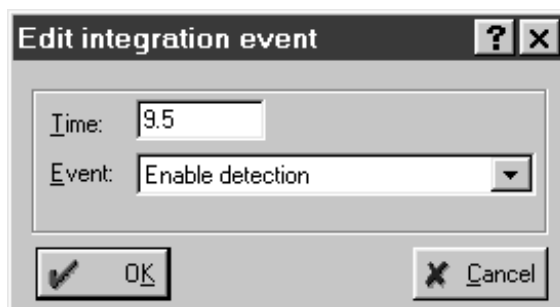 Edit integration event ?
Time: 9.5
Event: Enable detection
OK Cancel